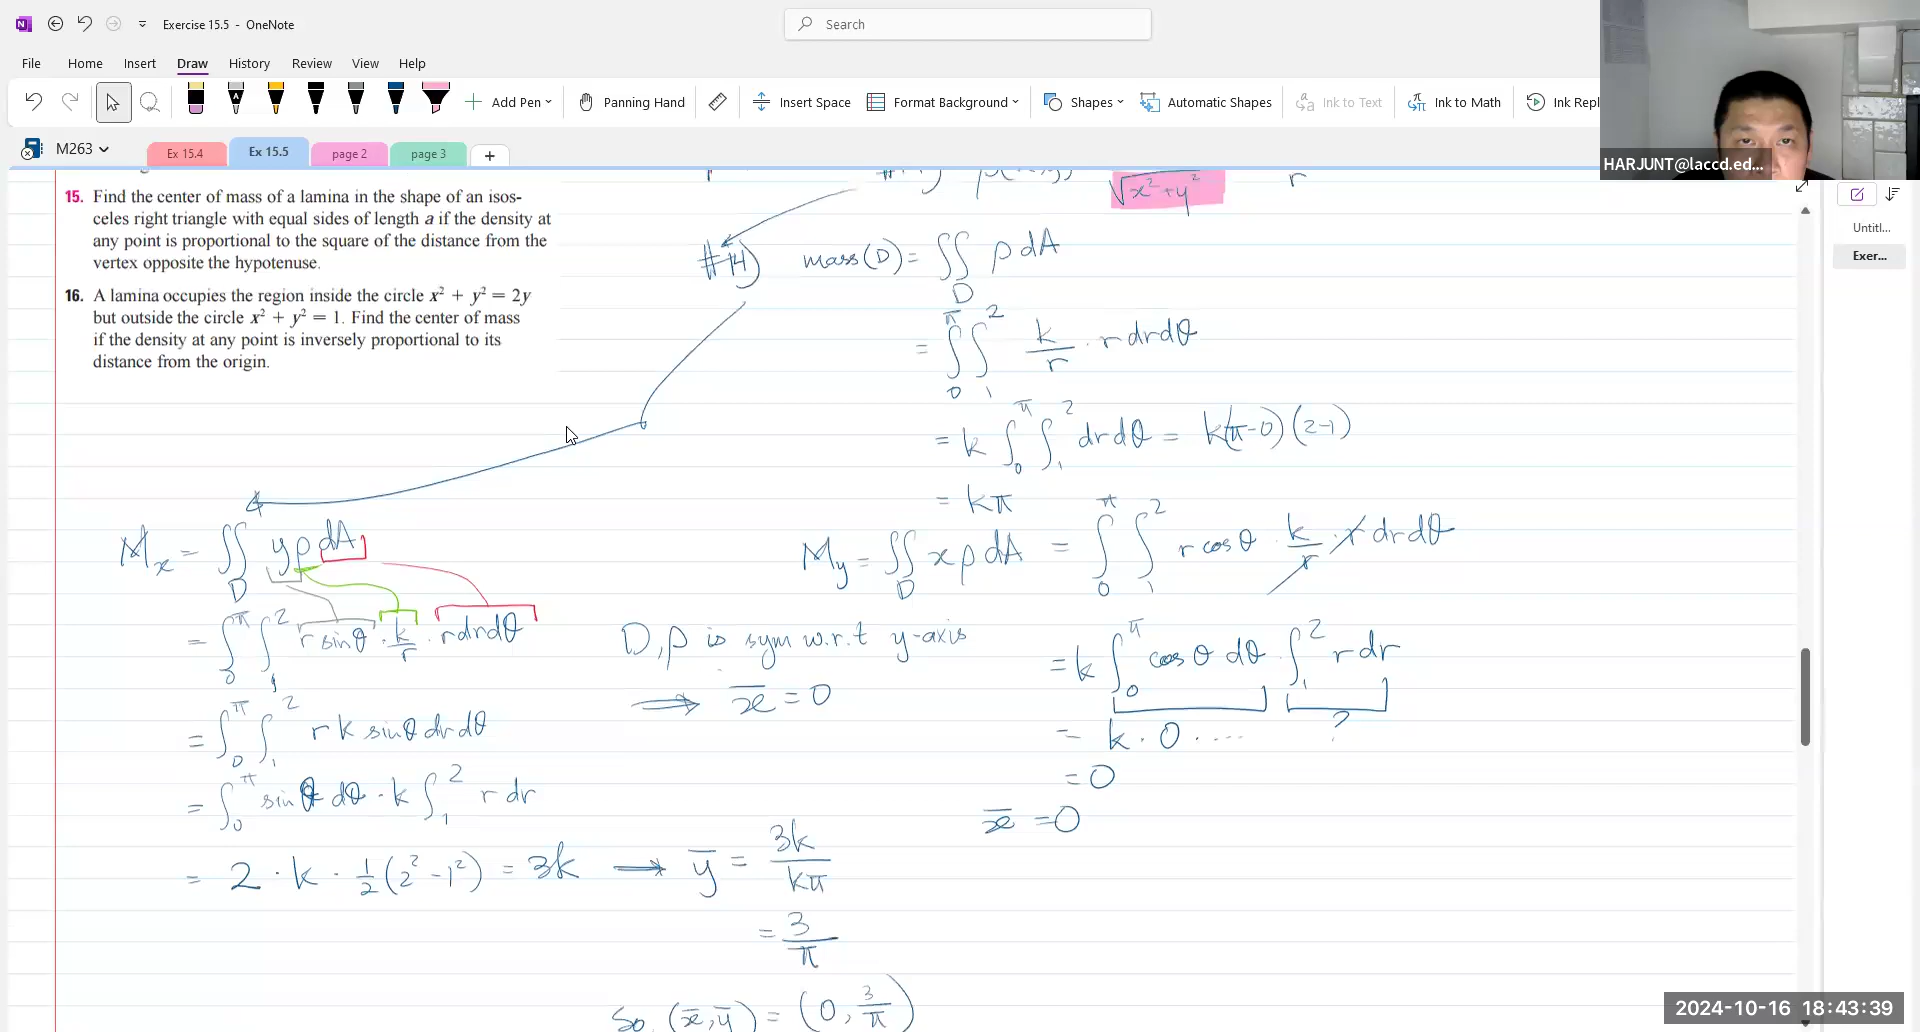 Exercise 15.5 - OneNote
Search
File Home Insert Draw History Review View Help
Add Pen Panning Hand Insert Space Format Background Shapes Automatic Shapes Ink to Text Ink to Math Ink Repl
HARJUNT@laccd.ed...
M263 Ex 15.4 Ex 15.5 page 2 page 3 +
Untitl...
Exer...
15. Find the center of mass of a lamina in the shape of an isos-
celes right triangle with equal sides of length a if the density at
any point is proportional to the square of the distance from the
vertex opposite the hypotenuse.
16. A lamina occupies the region inside the circle x² + y² = 2y
but outside the circle x² + y² = 1. Find the center of mass
if the density at any point is inversely proportional to its
distance from the origin.
√x²+y² r
#14) mass(D) = ∬_D ρ dA
= ∫_0^π ∫_1^2 k/r · r dr dθ
= k ∫_0^π ∫_1^2 dr dθ = k(π-0)(2-1)
= kπ
M_x = ∬_D y ρ dA
= ∫_0^π ∫_1^2 r sinθ · k/r · r dr dθ
= ∫_0^π ∫_1^2 r k sinθ dr dθ
= ∫_0^π sinθ dθ · k ∫_1^2 r dr
= 2 · k · 1/2 (2² - 1²) = 3k → ȳ = 3k/kπ
= 3/π
So, (x̄, ȳ) = (0, 3/π)
D, ρ is sym w.r.t y-axis
⟹ x̄ = 0
M_y = ∬_D x ρ dA = ∫_0^π ∫_1^2 r cosθ · k/r · r dr dθ
= k ∫_0^π cosθ dθ · ∫_1^2 r dr
= k · 0 · ···· ?
= 0
x̄ = 0
2024-10-16 18:43:39